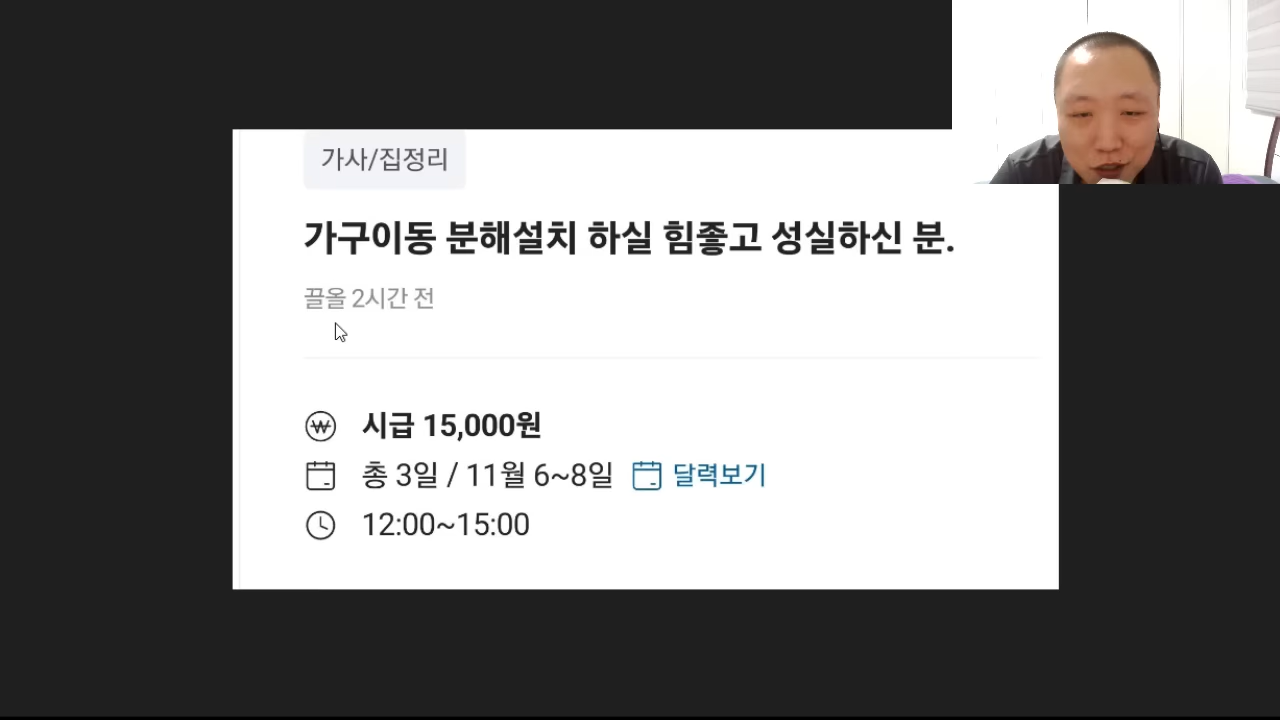 가사/집정리
가구이동 분해설치 하실 힘좋고 성실하신 분.
끌올 2시간 전
시급 15,000원
총 3일 / 11월 6~8일 달력보기
12:00~15:00